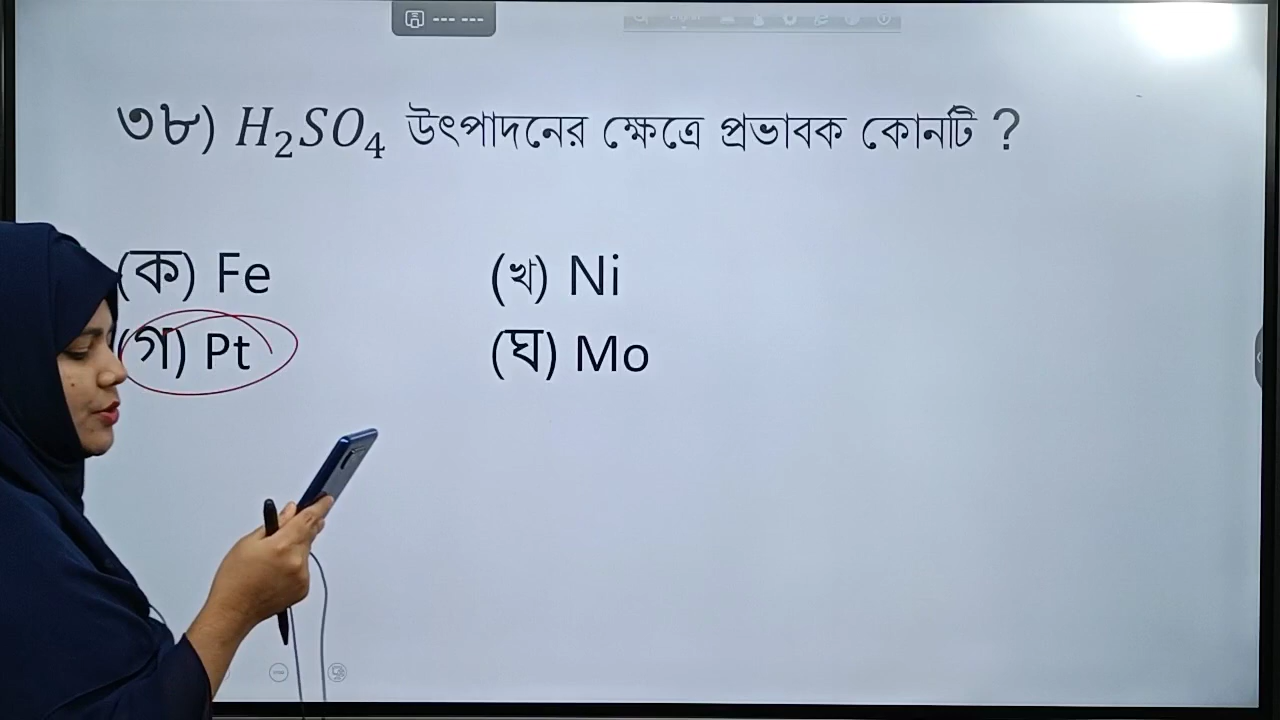 ৩৮) H₂SO₄ উৎপাদনের ক্ষেত্রে প্রভাবক কোনটি ?
(ক) Fe (খ) Ni
(গ) Pt (ঘ) Mo